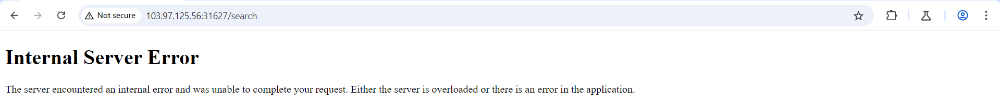 Not secure 103.97.125.56:31627/search
Internal Server Error
The server encountered an internal error and was unable to complete your request. Either the server is overloaded or there is an error in the application.